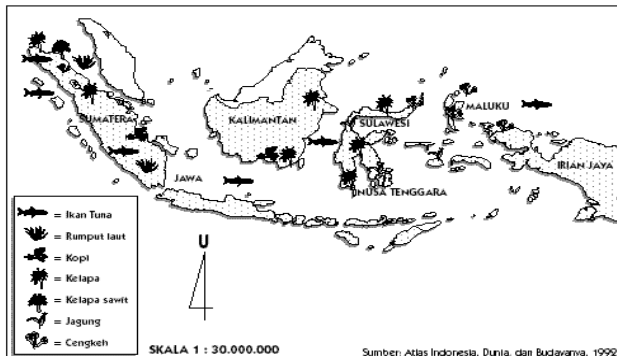 SUMATERA
KALIMANTAN
SULAWESI
MALUKU
IRIAN JAYA
JAWA
NUSA TENGGARA
= Ikan Tuna
= Rumput laut
= Kopi
= Kelapa
= Kelapa sawit
= Jagung
= Cengkeh
U
SKALA 1 : 30.000.000
Sumber: Atlas Indonesia, Dunia, dan Budayanya, 1992